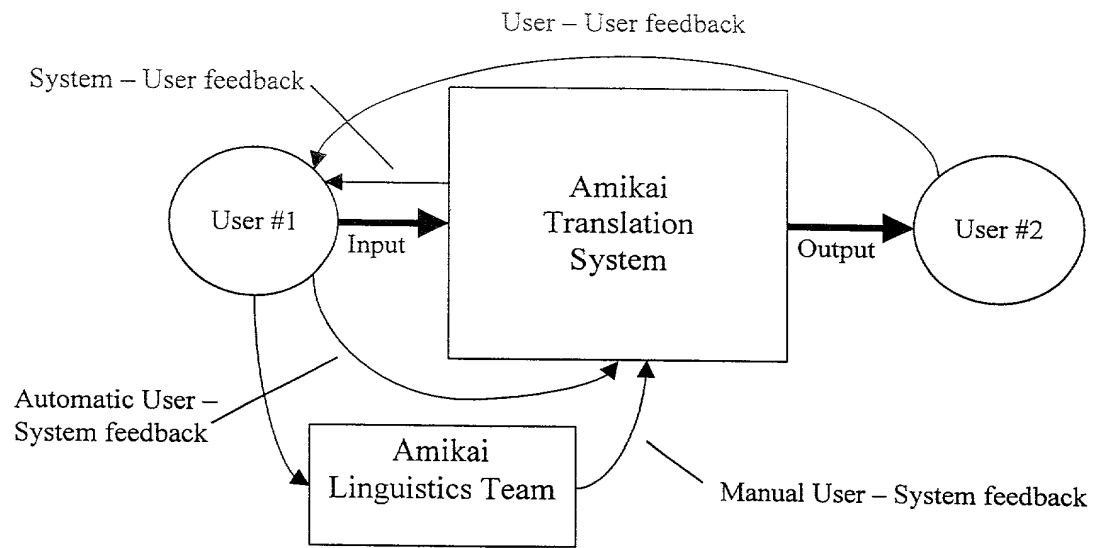 User – User feedback
System – User feedback
User #1
Input
Amikai
Translation
System
Output
User #2
Automatic User –
System feedback
Amikai
Linguistics Team
Manual User – System feedback